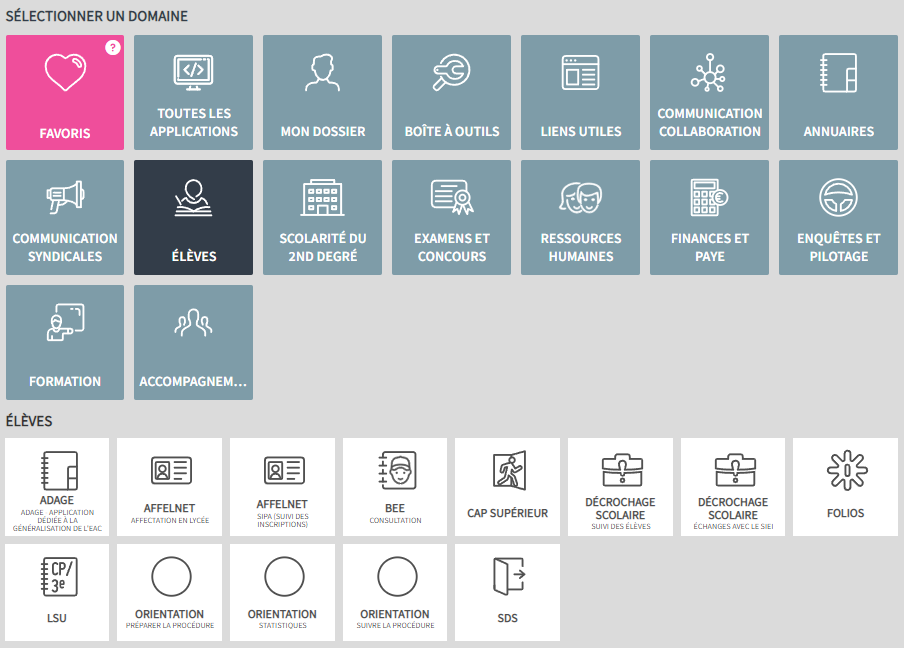 SÉLECTIONNER UN DOMAINE
?
FAVORIS
TOUTES LES
APPLICATIONS
MON DOSSIER
BOÎTE À OUTILS
LIENS UTILES
COMMUNICATION
COLLABORATION
ANNUAIRES
COMMUNICATION
SYNDICALES
ÉLÈVES
SCOLARITÉ DU
2ND DEGRÉ
EXAMENS ET
CONCOURS
RESSOURCES
HUMAINES
FINANCES ET
PAYE
ENQUÊTES ET
PILOTAGE
FORMATION
ACCOMPAGNEM...
ÉLÈVES
ADAGE
ADAGE_APPLICATION
DÉDIÉE À LA
GÉNÉRALISATION DE L'EAC
AFFELNET
AFFECTATION EN LYCÉE
AFFELNET
SIPA (SUIVI DES
INSCRIPTIONS)
BEE
CONSULTATION
CAP SUPÉRIEUR
DÉCROCHAGE
SCOLAIRE
SUIVI DES ÉLÈVES
DÉCROCHAGE
SCOLAIRE
ÉCHANGES AVEC LE SIEI
FOLIOS
CP/
3e
LSU
ORIENTATION
PRÉPARER LA PROCÉDURE
ORIENTATION
STATISTIQUES
ORIENTATION
SUIVRE LA PROCÉDURE
SDS